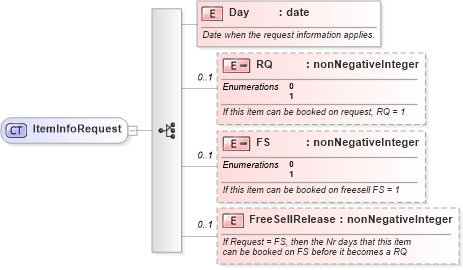 E Day : date
Date when the request information applies.
0..1 E RQ : nonNegativeInteger
Enumerations 0
1
If this item can be booked on request, RQ = 1
CT ItemInfoRequest
0..1 E FS : nonNegativeInteger
Enumerations 0
1
If this item can be booked on freesell FS = 1
0..1 E FreeSellRelease : nonNegativeInteger
If Request = FS, then the Nr days that this item
can be booked on FS before it becomes a RQ